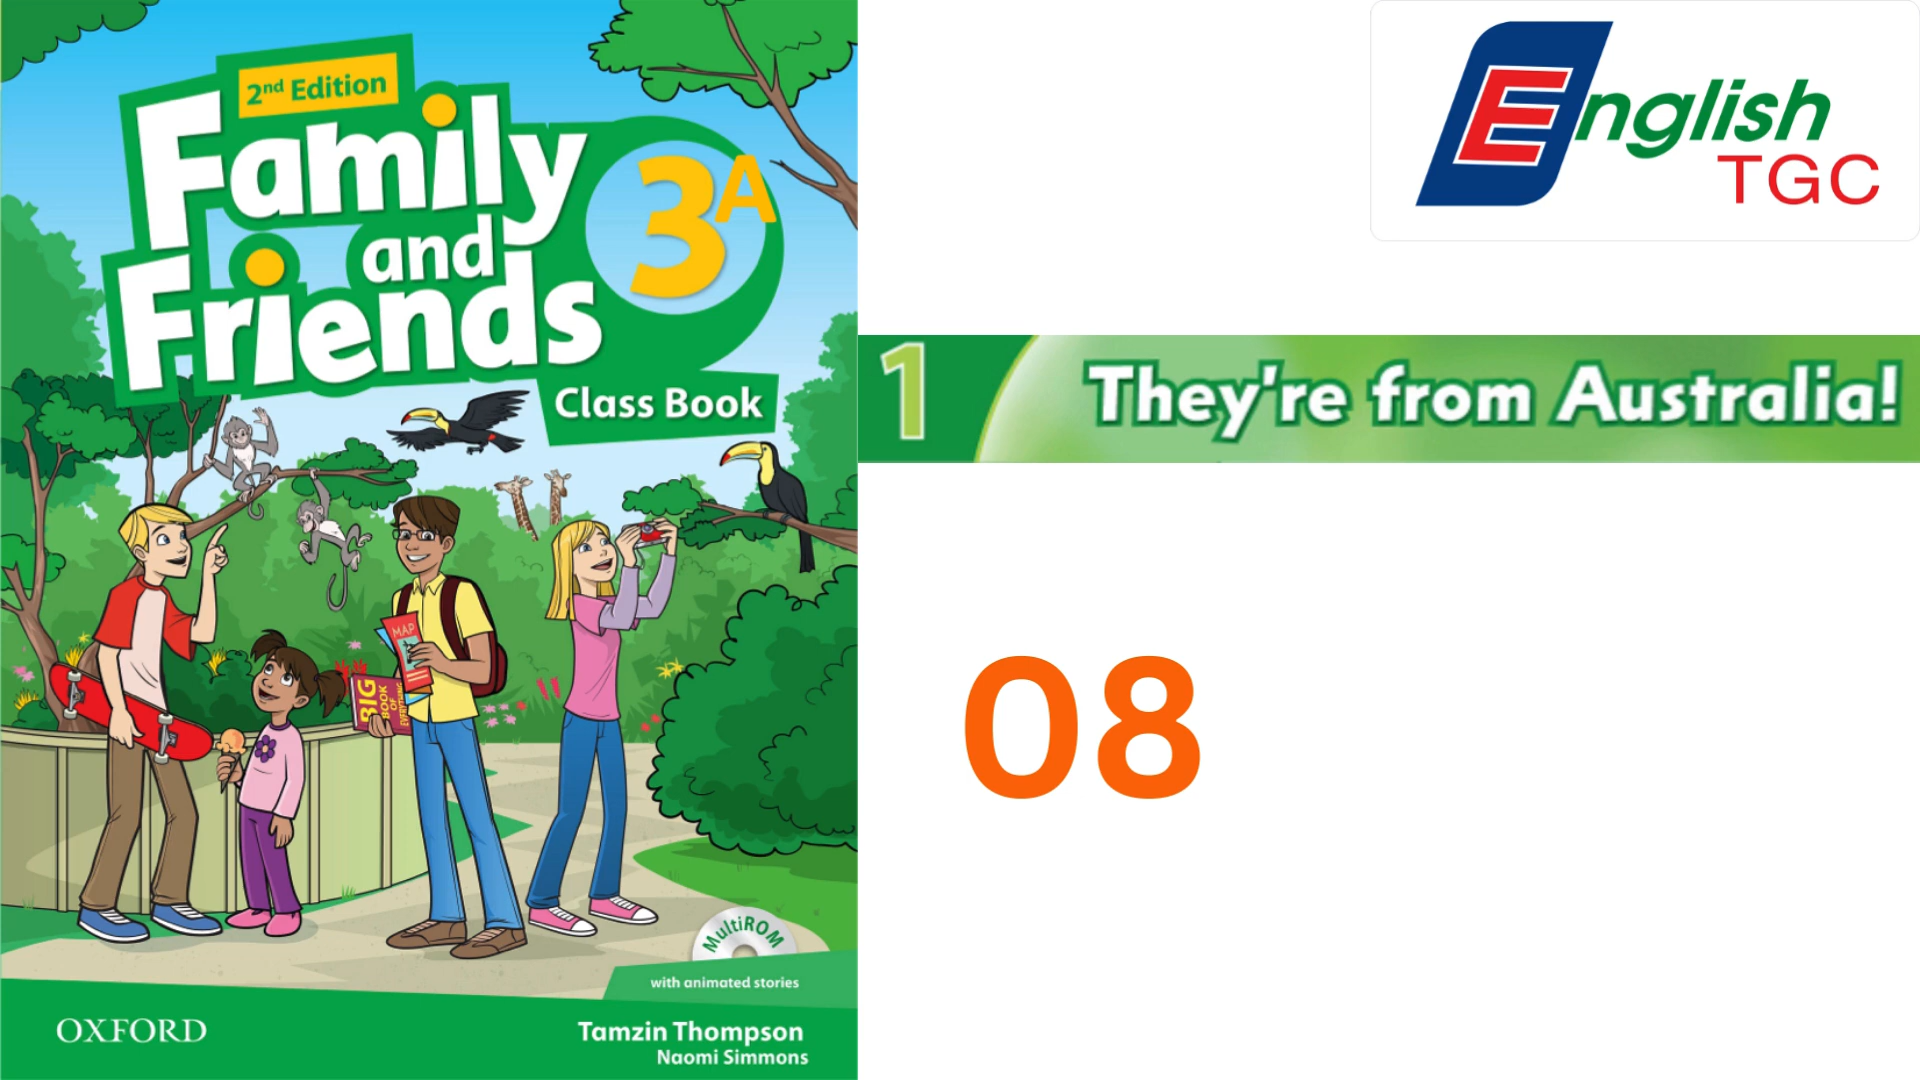 2nd Edition
Family
and
Friends
3A
Class Book
MAP
BIG
BOOK
OF
EVERYTHING
MultiROM
with animated stories
OXFORD
Tamzin Thompson
Naomi Simmons
English
TGC
1 They're from Australia!
08